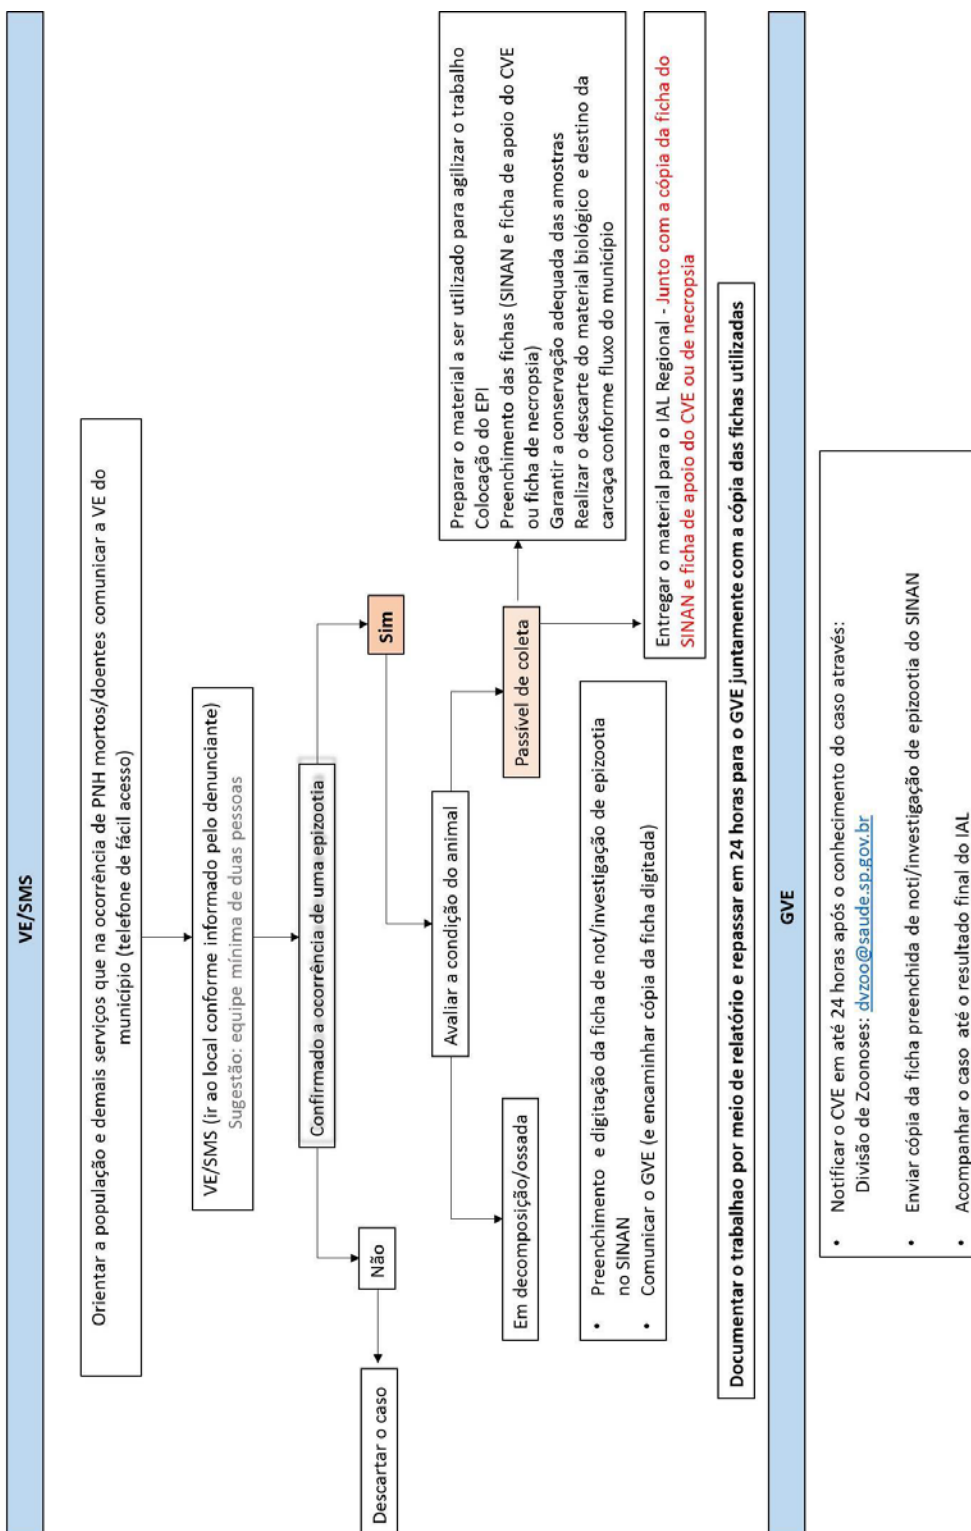 VE/SMS
Orientar a população e demais serviços que na ocorrência de PNH mortos/doentes comunicar a VE do
município (telefone de fácil acesso)
VE/SMS (ir ao local conforme informado pelo denunciante)
Sugestão: equipe mínima de duas pessoas
Confirmado a ocorrência de uma epizootia
Não
Sim
Descartar o caso
Avaliar a condição do animal
Em decomposição/ossada
Passível de coleta
Preparar o material a ser utilizado para agilizar o trabalho
Colocação do EPI
Preenchimento das fichas (SINAN e ficha de apoio do CVE
ou ficha de necropsia)
Garantir a conservação adequada das amostras
Realizar o descarte do material biológico e destino da
carcaça conforme fluxo do município
• Preenchimento e digitação da ficha de not/investigação de epizootia
no SINAN
• Comunicar o GVE (e encaminhar cópia da ficha digitada)
Entregar o material para o IAL Regional - Junto com a cópia da ficha do
SINAN e ficha de apoio do CVE ou de necropsia
Documentar o trabalhao por meio de relatório e repassar em 24 horas para o GVE juntamente com a cópia das fichas utilizadas
GVE
• Notificar o CVE em até 24 horas após o conhecimento do caso através:
Divisão de Zoonoses: dvzoo@saude.sp.gov.br
• Enviar cópia da ficha preenchida de noti/investigação de epizootia do SINAN
• Acompanhar o caso até o resultado final do IAL